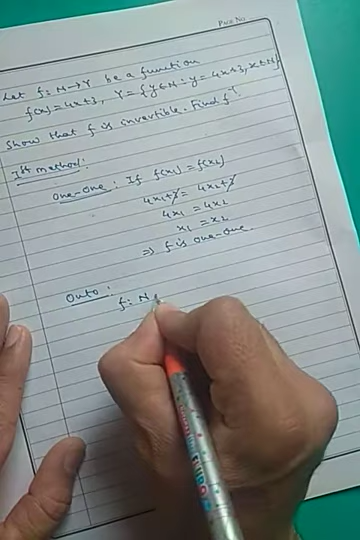 PAGE NO
Let f: N→Y be a function
f(x) = 4x+3, Y = {y∈N : y = 4x+3, x∈N}
Show that f is invertible. Find f⁻¹.
Ist method:
one-one : If f(x₁) = f(x₂)
4x₁+3 = 4x₂+3
4x₁ = 4x₂
x₁ = x₂
⇒ f is one-one.
Onto :
f: N